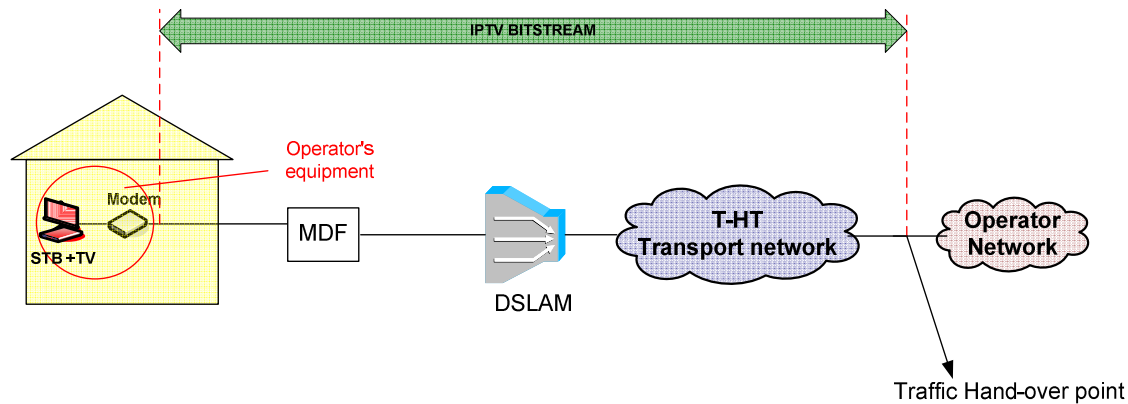 IPTV BITSTREAM
Operator's
equipment
Modem
STB +TV
MDF
DSLAM
T-HT
Transport network
Operator
Network
Traffic Hand-over point